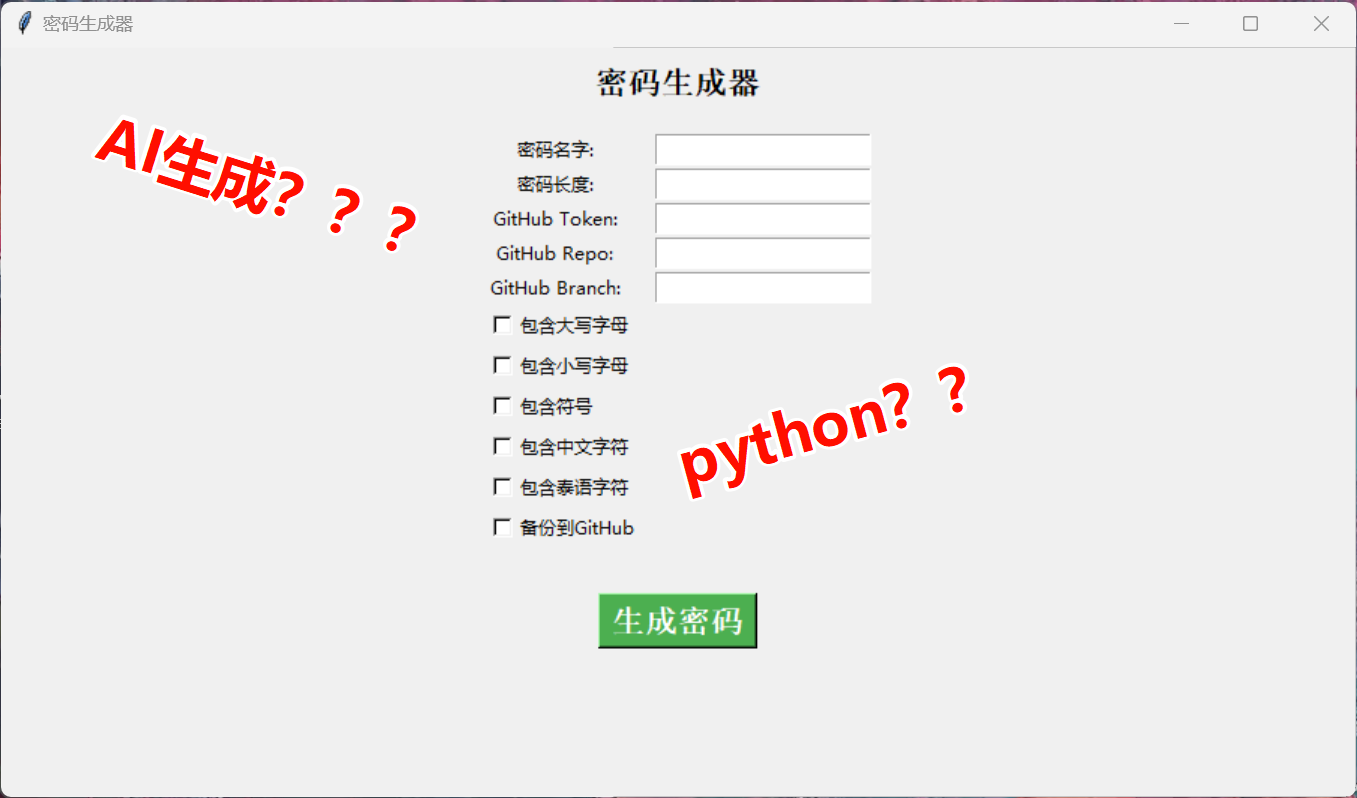 密码生成器
密码生成器
AI生成？？？
密码名字:
密码长度:
GitHub Token:
GitHub Repo:
GitHub Branch:
包含大写字母
包含小写字母
包含符号
包含中文字符
包含泰语字符
备份到GitHub
python？？
生成密码